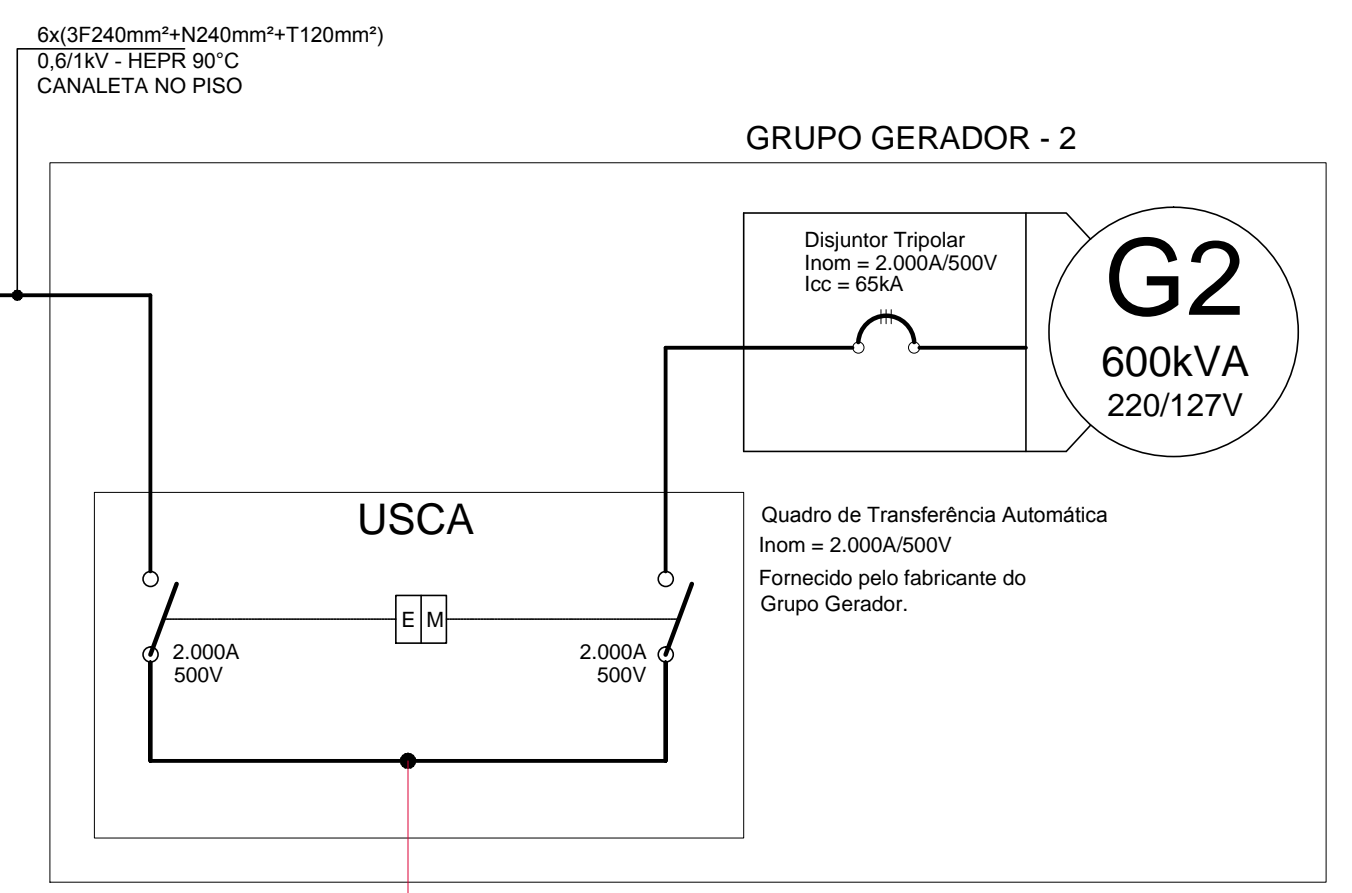 6x(3F240mm²+N240mm²+T120mm²)
0,6/1kV - HEPR 90°C
CANALETA NO PISO
GRUPO GERADOR - 2
Disjuntor Tripolar
Inom = 2.000A/500V
Icc = 65kA
G2
600kVA
220/127V
USCA
Quadro de Transferência Automática
Inom = 2.000A/500V
Fornecido pelo fabricante do
Grupo Gerador.
E M
2.000A
500V
2.000A
500V